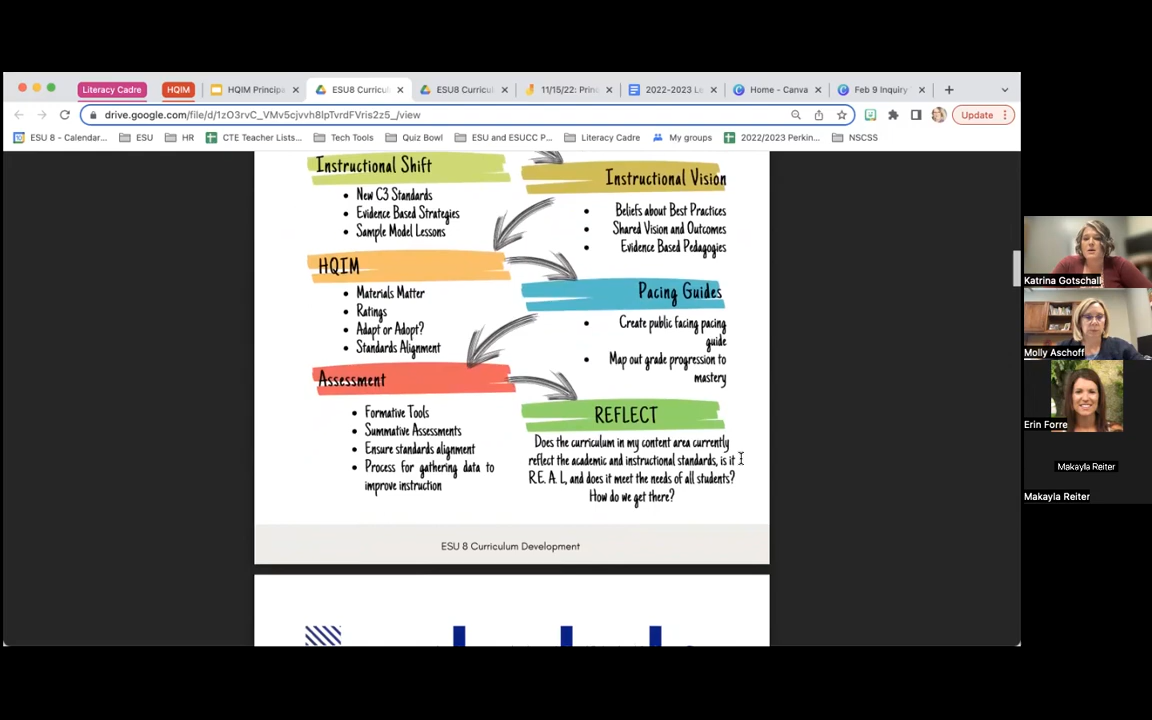 Literacy Cadre
HQIM
HQIM Principa
ESU8 Curricul
ESU8 Curricul
11/15/22: Princ
2022-2023 Le
Home - Canva
Feb 9 Inquiry
drive.google.com/file/d/1zO3rvC_VMv5cjvvh8lpTvrdFVris2z5_/view
Update
ESU 8 - Calendar...
ESU
HR
CTE Teacher Lists...
Tech Tools
Quiz Bowl
ESU and ESUCC P...
Literacy Cadre
My groups
2022/2023 Perkin...
NSCSS
Instructional Shift
• New C3 Standards
• Evidence Based Strategies
• Sample Model Lessons
Instructional Vision
• Beliefs about Best Practices
• Shared Vision and Outcomes
• Evidence Based Pedagogies
HQIM
• Materials Matter
• Ratings
• Adapt or Adopt?
• Standards Alignment
Pacing Guides
• Create public facing pacing
guide
• Map out grade progression to
mastery
Assessment
• Formative Tools
• Summative Assessments
• Ensure standards alignment
• Process for gathering data to
improve instruction
REFLECT
Does the curriculum in my content area currently
reflect the academic and instructional standards, is it
R.E. A. L, and does it meet the needs of all students?
How do we get there?
ESU 8 Curriculum Development
Katrina Gotschall
Molly Aschoff
Erin Forre
Makayla Reiter
Makayla Reiter